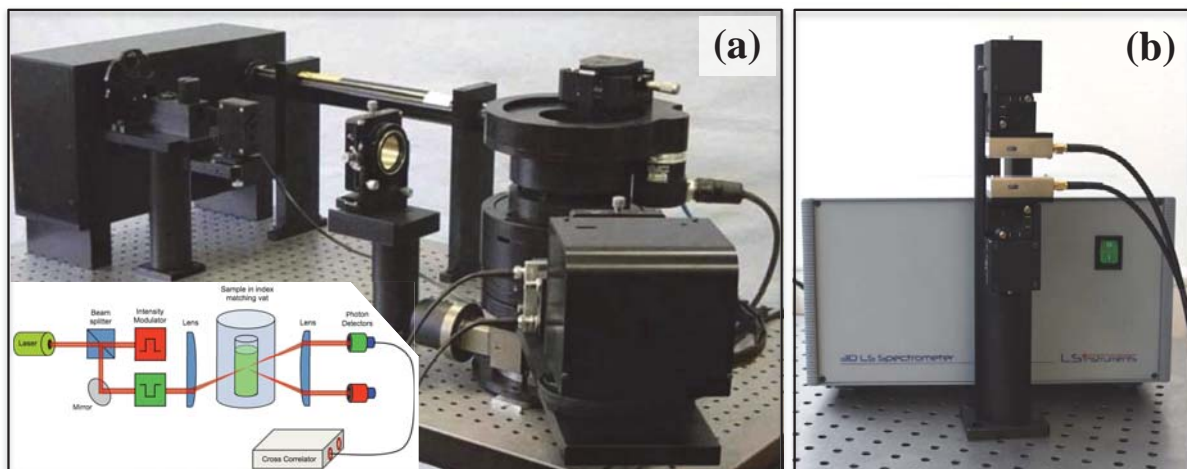 (a)
Sample in index
matching vat
Beam
splitter
Intensity
Modulator
Lens
Lens
Photon
Detectors
Laser
Mirror
Cross Correlator
(b)
3D LS Spectrometer